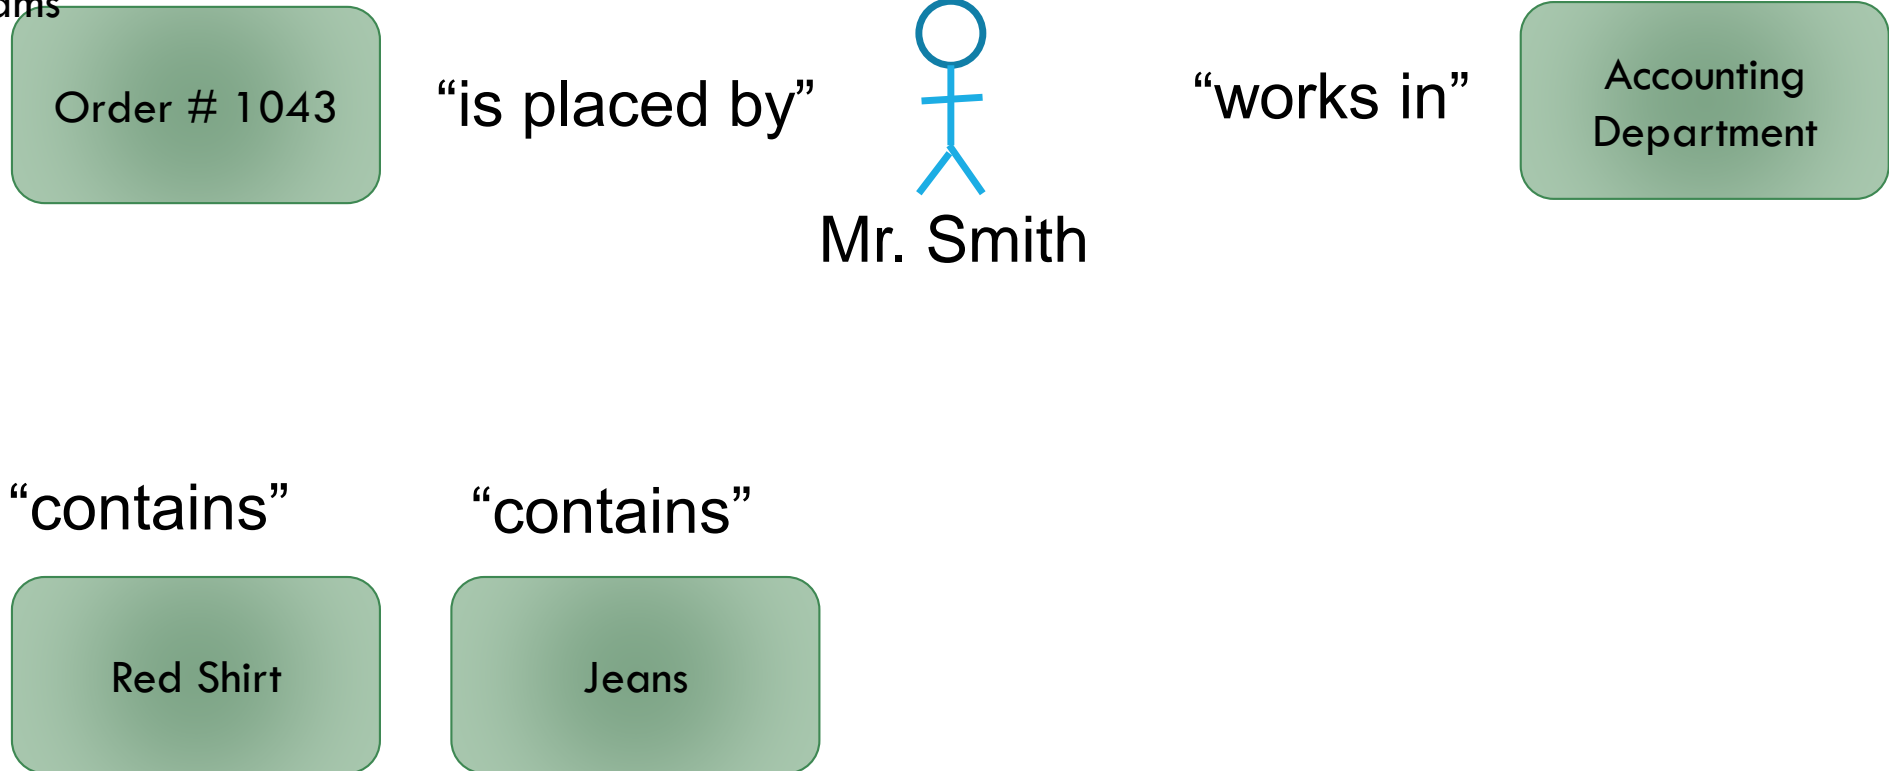 Order # 1043
“is placed by”
Mr. Smith
“works in”
Accounting
Department
“contains”
“contains”
Red Shirt
Jeans